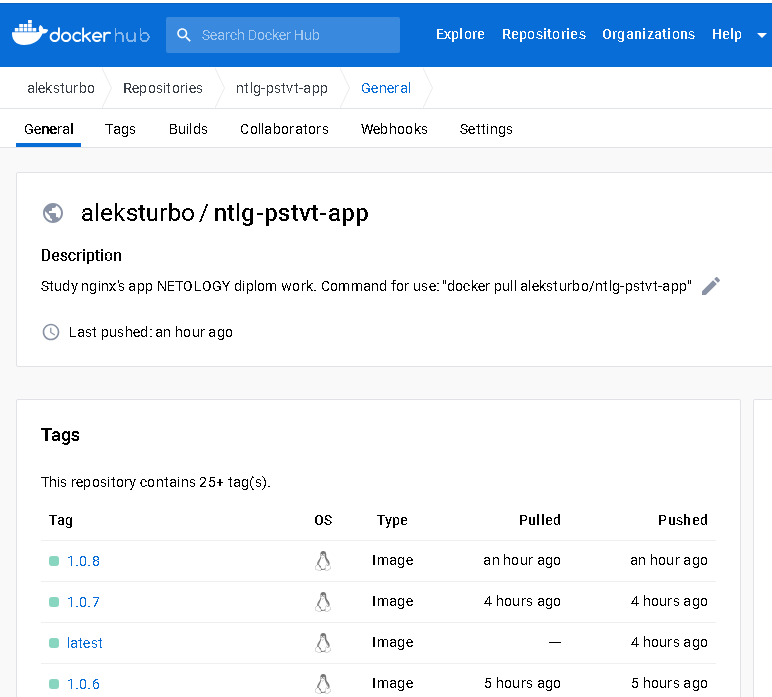 docker hub Search Docker Hub Explore Repositories Organizations Help
aleksturbo Repositories ntlg-pstvt-app General
General Tags Builds Collaborators Webhooks Settings
aleksturbo / ntlg-pstvt-app
Description
Study nginx's app NETOLOGY diplom work. Command for use: "docker pull aleksturbo/ntlg-pstvt-app"
Last pushed: an hour ago
Tags
This repository contains 25+ tag(s).
Tag OS Type Pulled Pushed
1.0.8 Image an hour ago an hour ago
1.0.7 Image 4 hours ago 4 hours ago
latest Image — 4 hours ago
1.0.6 Image 5 hours ago 5 hours ago